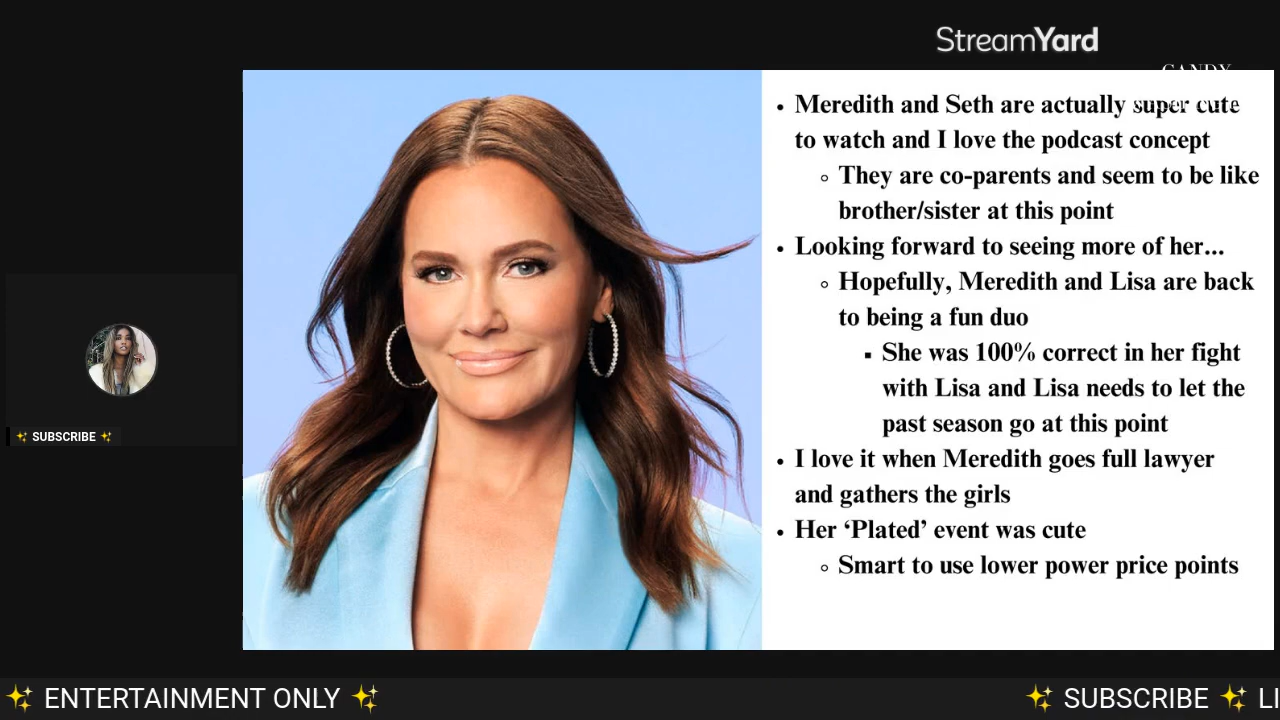 StreamYard
CANDY
Meredith and Seth are actually super cute
to watch and I love the podcast concept
They are co-parents and seem to be like
brother/sister at this point
Looking forward to seeing more of her...
Hopefully, Meredith and Lisa are back
to being a fun duo
She was 100% correct in her fight
with Lisa and Lisa needs to let the
past season go at this point
I love it when Meredith goes full lawyer
and gathers the girls
Her ‘Plated’ event was cute
Smart to use lower power price points
✨ SUBSCRIBE ✨
✨ ENTERTAINMENT ONLY ✨ ✨ SUBSCRIBE ✨ LI